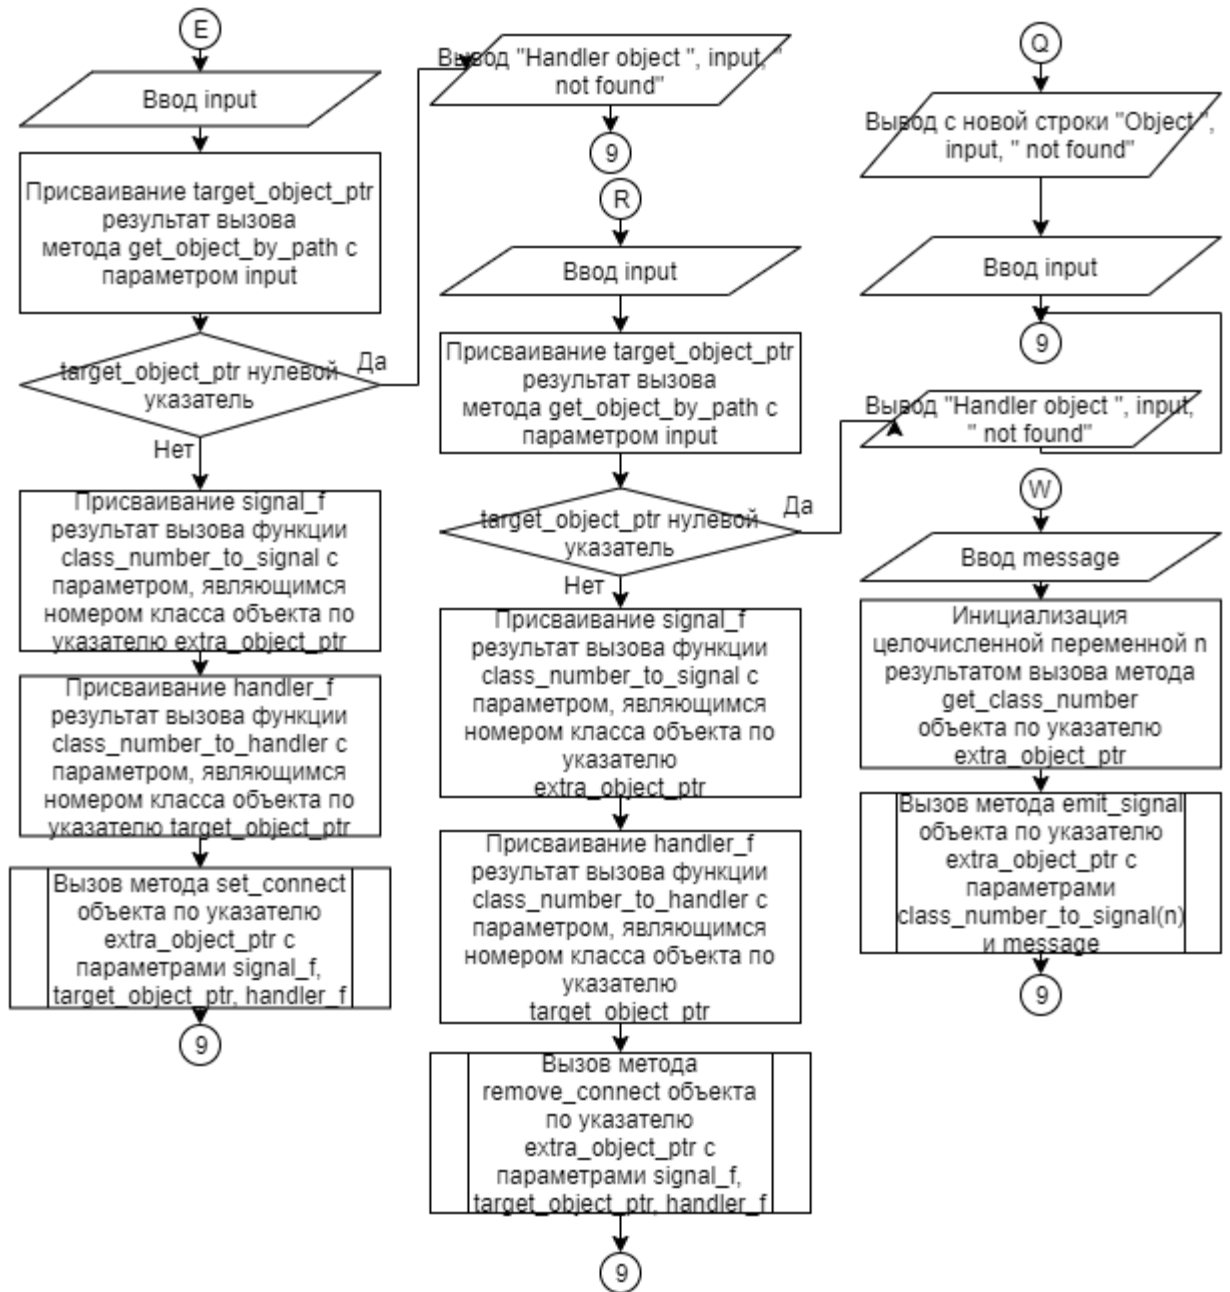 E
Ввод input
Присваивание target_object_ptr
результат вызова
метода get_object_by_path с
параметром input
target_object_ptr нулевой
указатель
Да
Нет
Присваивание signal_f
результат вызова функции
class_number_to_signal с
параметром, являющимся
номером класса объекта по
указателю extra_object_ptr
Присваивание handler_f
результат вызова функции
class_number_to_handler с
параметром, являющимся
номером класса объекта по
указателю target_object_ptr
Вызов метода set_connect
объекта по указателю
extra_object_ptr с
параметрами signal_f,
target_object_ptr, handler_f
9
Вывод "Handler object ", input, "
not found"
9
R
Ввод input
Присваивание target_object_ptr
результат вызова
метода get_object_by_path с
параметром input
target_object_ptr нулевой
указатель
Да
Нет
Присваивание signal_f
результат вызова функции
class_number_to_signal с
параметром, являющимся
номером класса объекта по
указателю
extra_object_ptr
Присваивание handler_f
результат вызова функции
class_number_to_handler с
параметром, являющимся
номером класса объекта по
указателю
target_object_ptr
Вызов метода
remove_connect объекта
по указателю
extra_object_ptr с
параметрами signal_f,
target_object_ptr, handler_f
9
Q
Вывод с новой строки "Object ",
input, " not found"
Ввод input
9
Вывод "Handler object ", input,
" not found"
W
Ввод message
Инициализация
целочисленной переменной n
результатом вызова метода
get_class_number
объекта по указателю
extra_object_ptr
Вызов метода emit_signal
объекта по указателю
extra_object_ptr с
параметрами
class_number_to_signal(n)
и message
9